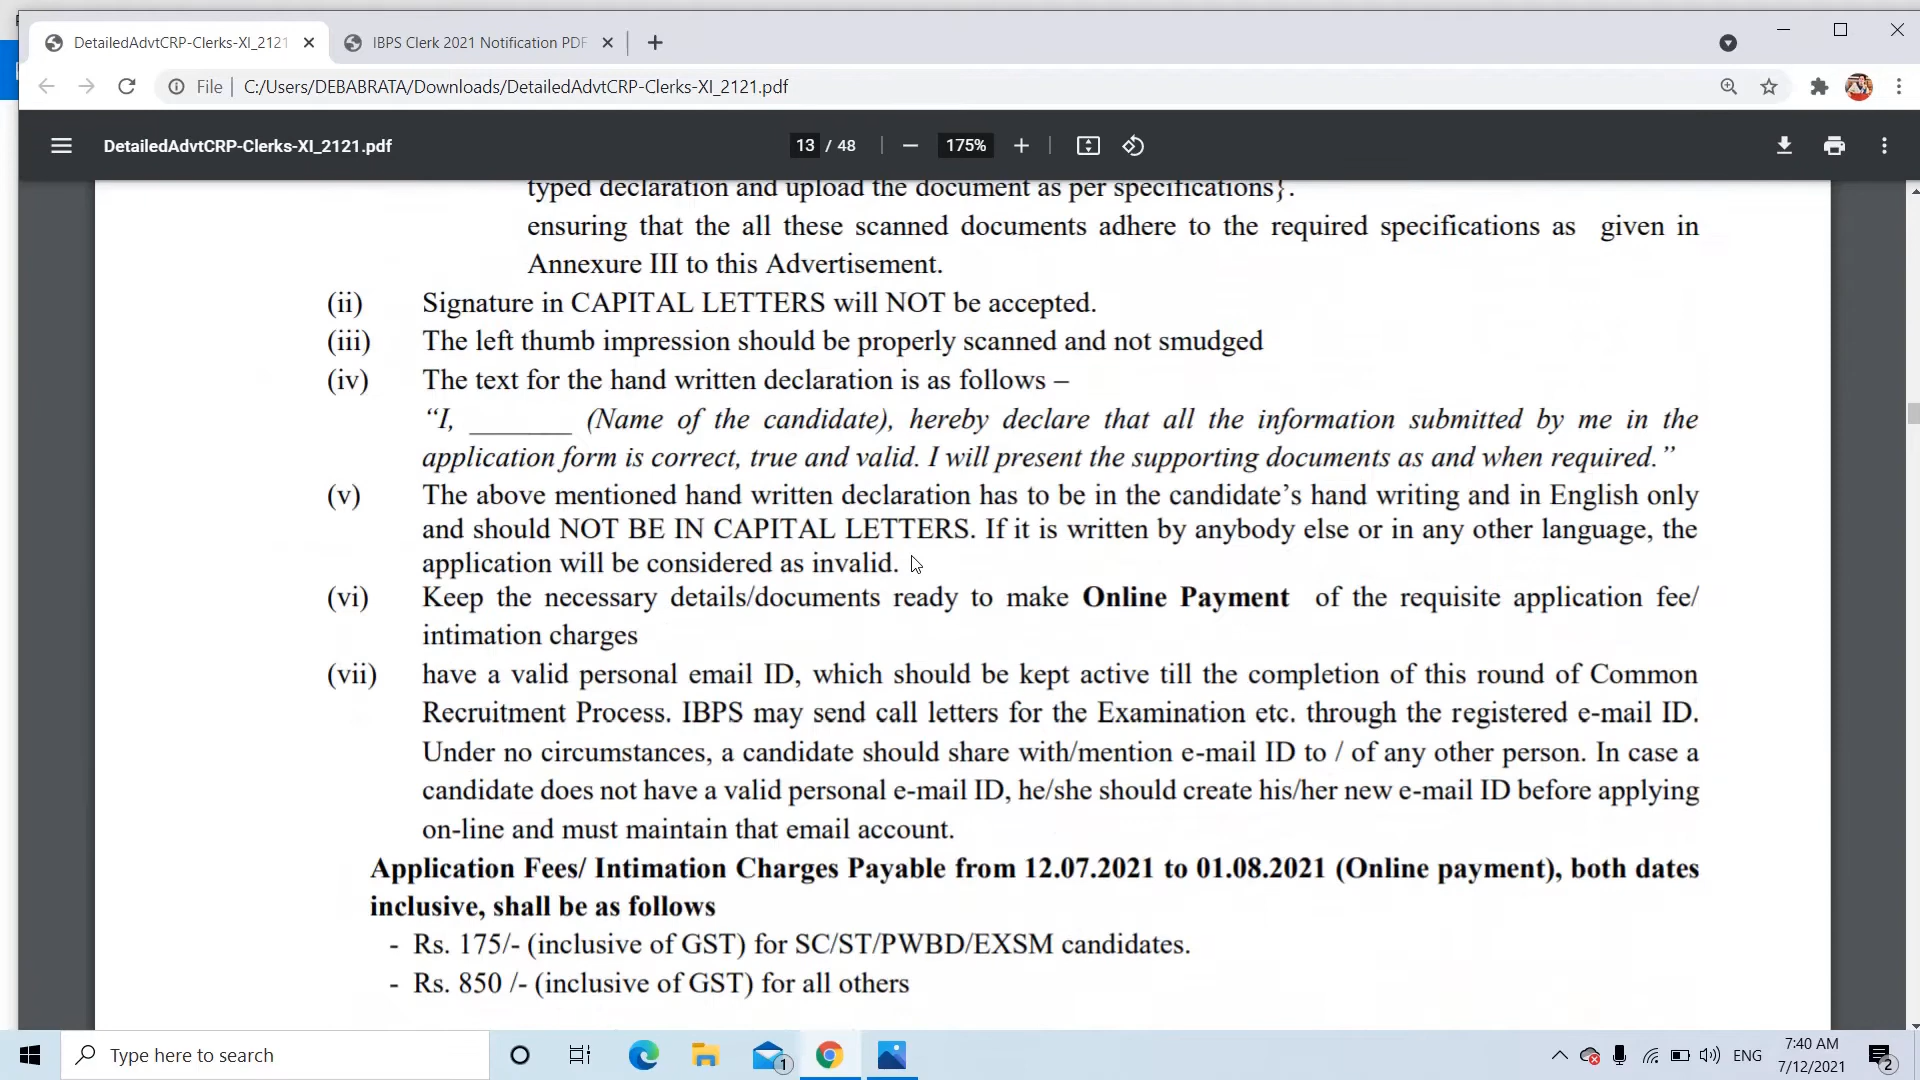 DetailedAdvtCRP-Clerks-XI_2121
IBPS Clerk 2021 Notification PDF
File
C:/Users/DEBABRATA/Downloads/DetailedAdvtCRP-Clerks-XI_2121.pdf
DetailedAdvtCRP-Clerks-XI_2121.pdf
13 / 48
175%
typed declaration and upload the document as per specifications}.
ensuring that the all these scanned documents adhere to the required specifications as given in
Annexure III to this Advertisement.
(ii) Signature in CAPITAL LETTERS will NOT be accepted.
(iii) The left thumb impression should be properly scanned and not smudged
(iv) The text for the hand written declaration is as follows –
“I, _______ (Name of the candidate), hereby declare that all the information submitted by me in the
application form is correct, true and valid. I will present the supporting documents as and when required.”
(v) The above mentioned hand written declaration has to be in the candidate’s hand writing and in English only
and should NOT BE IN CAPITAL LETTERS. If it is written by anybody else or in any other language, the
application will be considered as invalid.
(vi) Keep the necessary details/documents ready to make Online Payment of the requisite application fee/
intimation charges
(vii) have a valid personal email ID, which should be kept active till the completion of this round of Common
Recruitment Process. IBPS may send call letters for the Examination etc. through the registered e-mail ID.
Under no circumstances, a candidate should share with/mention e-mail ID to / of any other person. In case a
candidate does not have a valid personal e-mail ID, he/she should create his/her new e-mail ID before applying
on-line and must maintain that email account.
Application Fees/ Intimation Charges Payable from 12.07.2021 to 01.08.2021 (Online payment), both dates
inclusive, shall be as follows
- Rs. 175/- (inclusive of GST) for SC/ST/PWBD/EXSM candidates.
- Rs. 850 /- (inclusive of GST) for all others
Type here to search
1
ENG
7:40 AM
7/12/2021
2